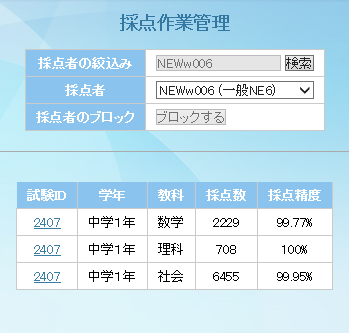 採点作業管理
採点者の絞込み NEWw006 検索
採点者 NEWw006 (一般NE6)
採点者のブロック ブロックする
試験ID 学年 教科 採点数 採点精度
2407 中学1年 数学 2229 99.77%
2407 中学1年 理科 708 100%
2407 中学1年 社会 6455 99.95%